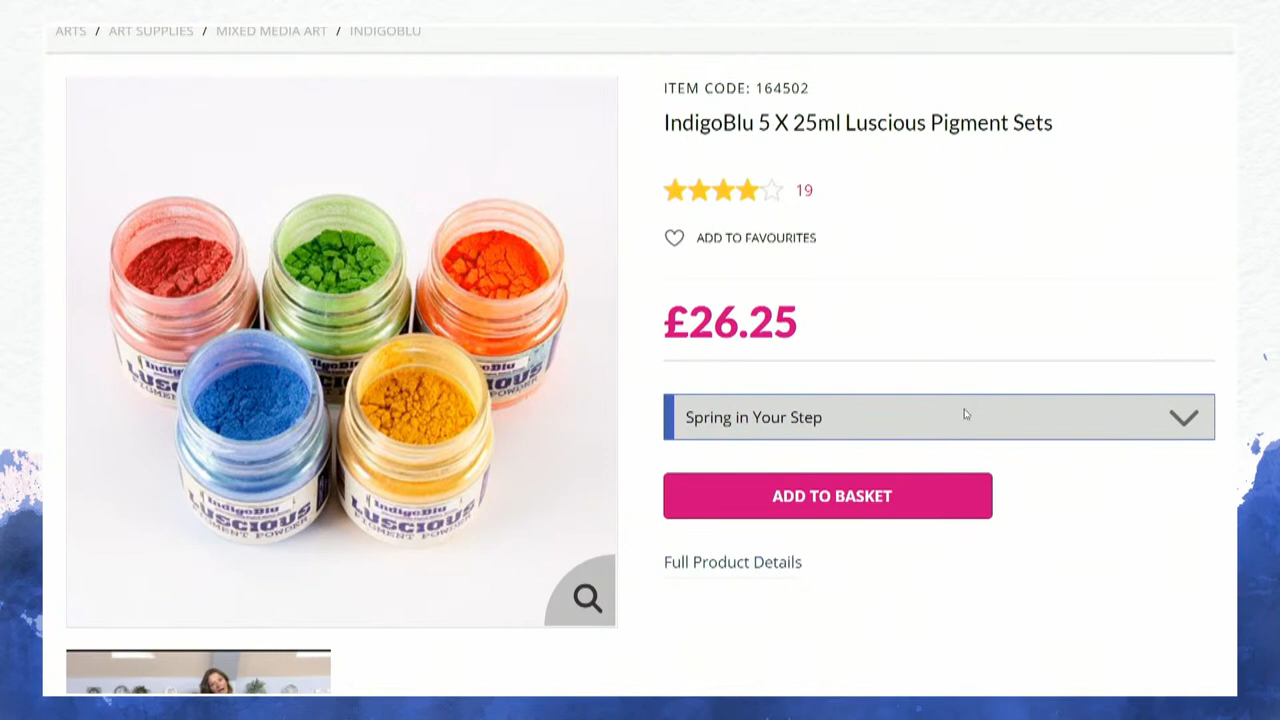 ARTS / ART SUPPLIES / MIXED MEDIA ART / INDIGOBLU
ITEM CODE: 164502
IndigoBlu 5 X 25ml Luscious Pigment Sets
19
ADD TO FAVOURITES
£26.25
Spring in Your Step
ADD TO BASKET
Full Product Details
IndigoBlu
LUSCIOUS
PIGMENT POWDER
IndigoBlu
LUSCIOUS
PIGMENT POWDER